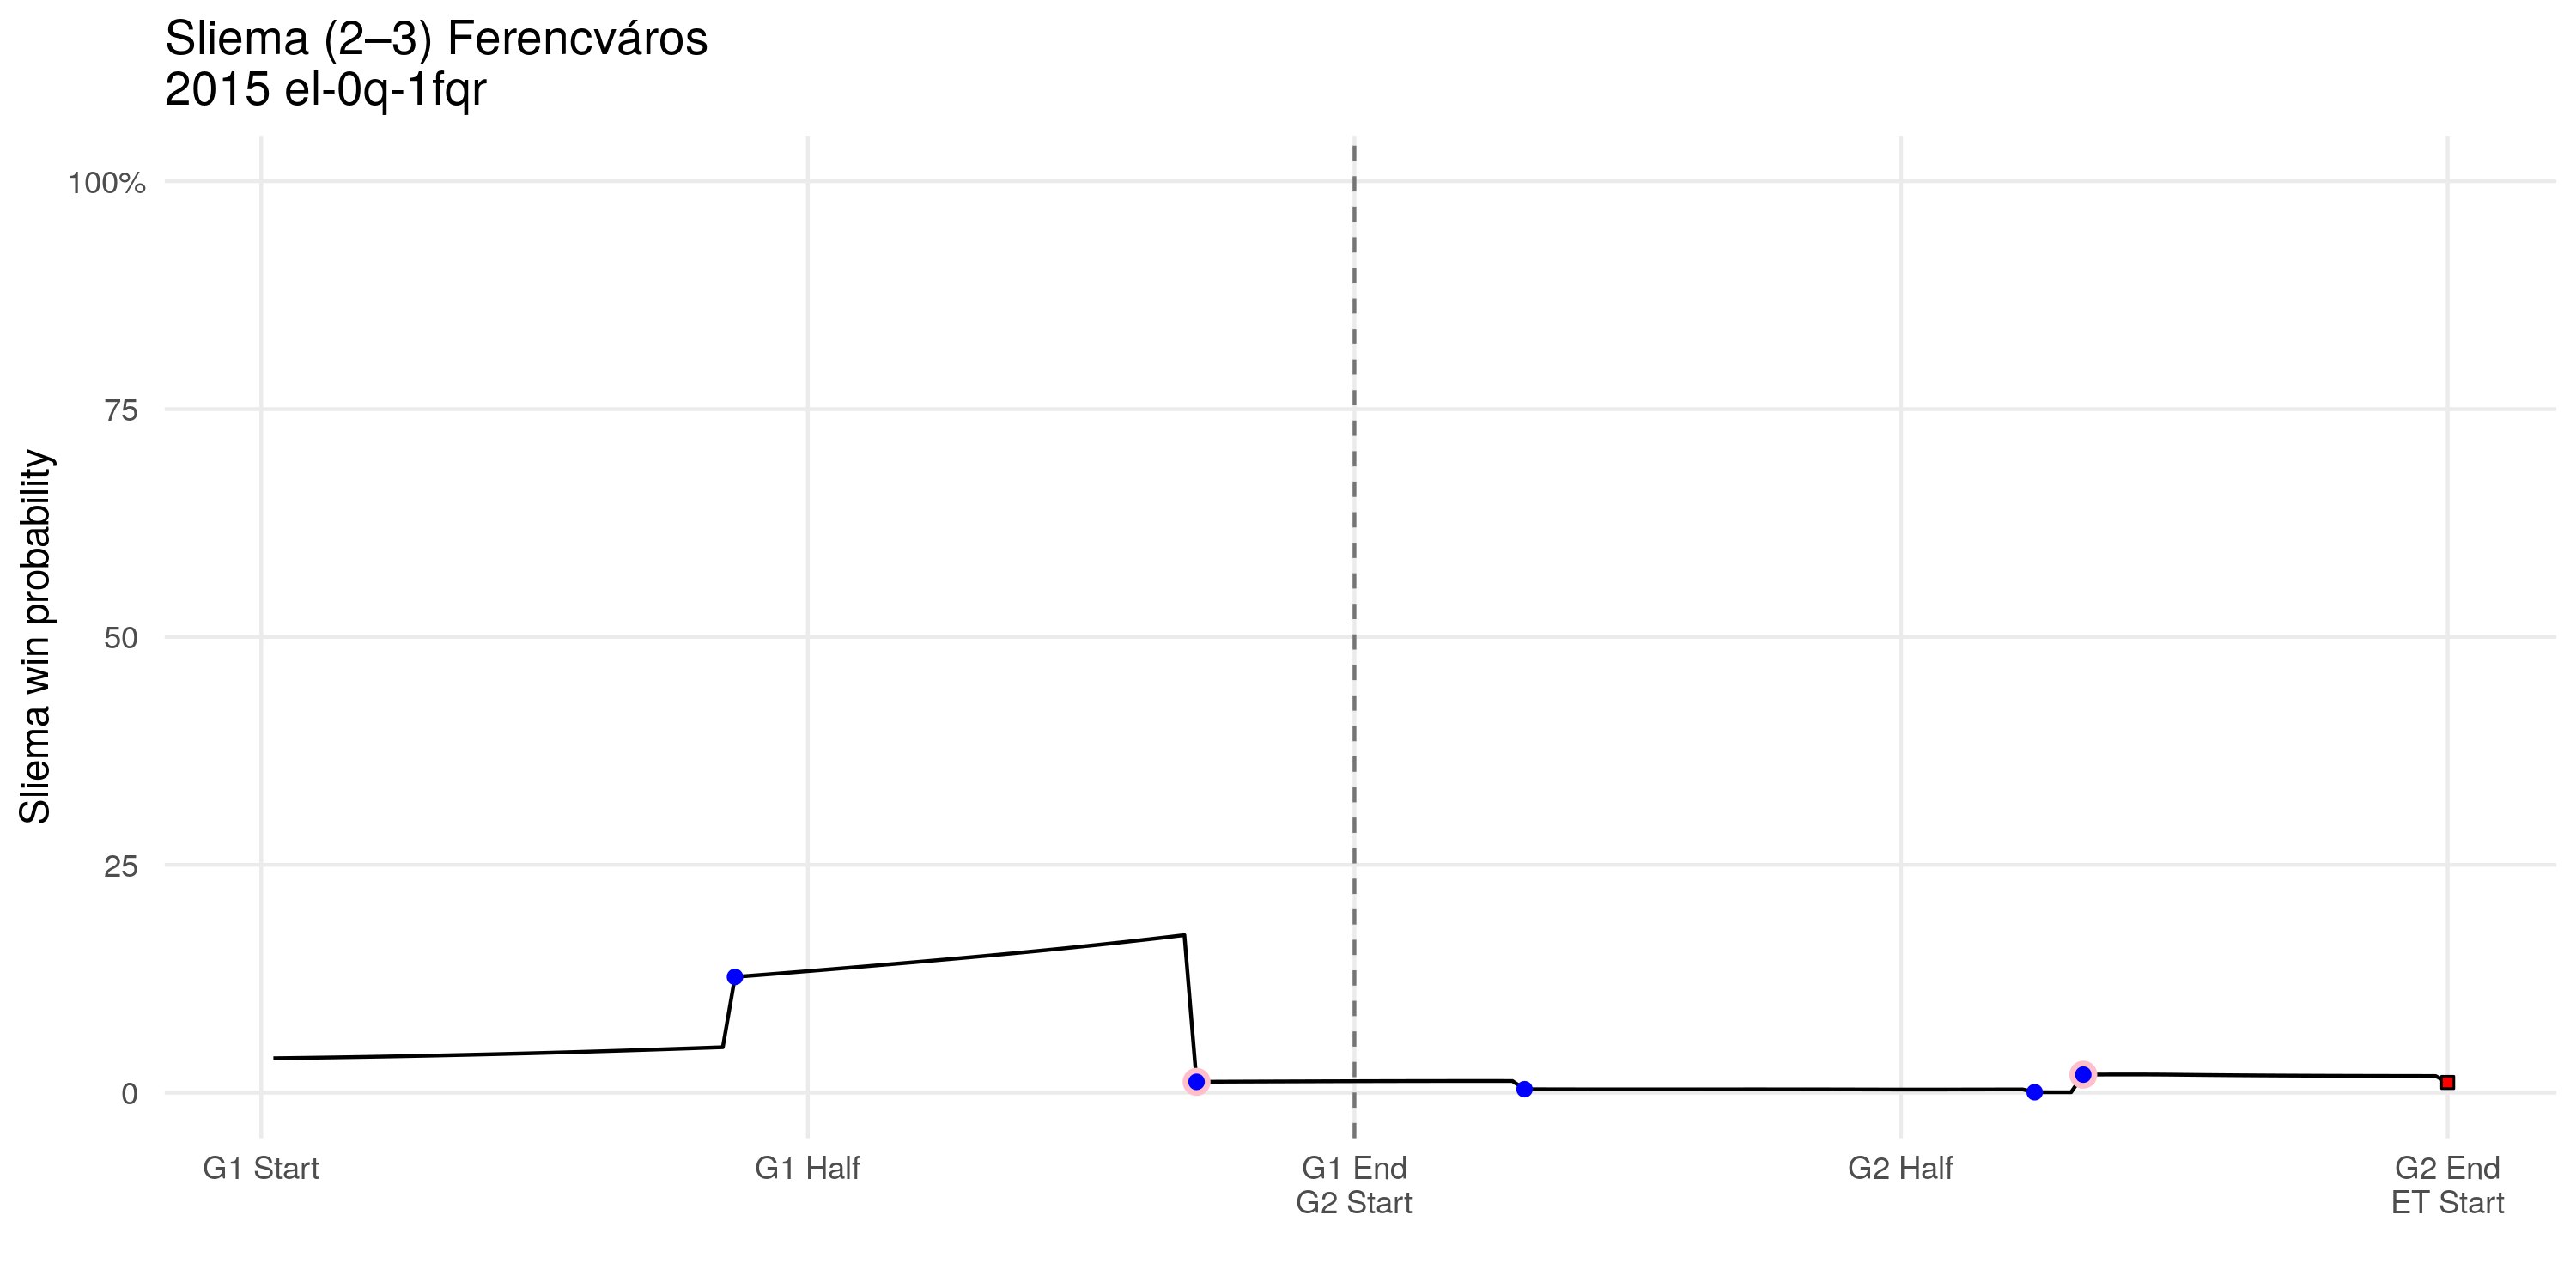 Sliema (2–3) Ferencváros
2015 el-0q-1fqr
Sliema win probability
100%
75
50
25
0
G1 Start
G1 Half
G1 End
G2 Start
G2 Half
G2 End
ET Start